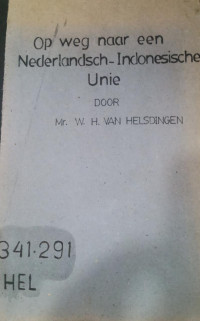 Op weg naar een
Nederlandsch-Indonesische
Unie
DOOR
Mr. W. H. VAN HELSDINGEN
341.291
HEL